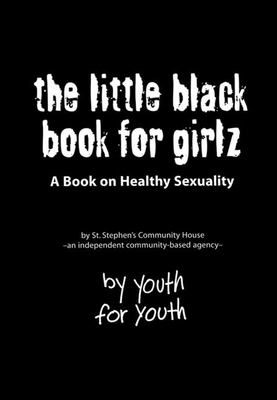 the little black
book for girlz
A Book on Healthy Sexuality
by St. Stephen's Community House
–an independent community-based agency–
by youth
for youth